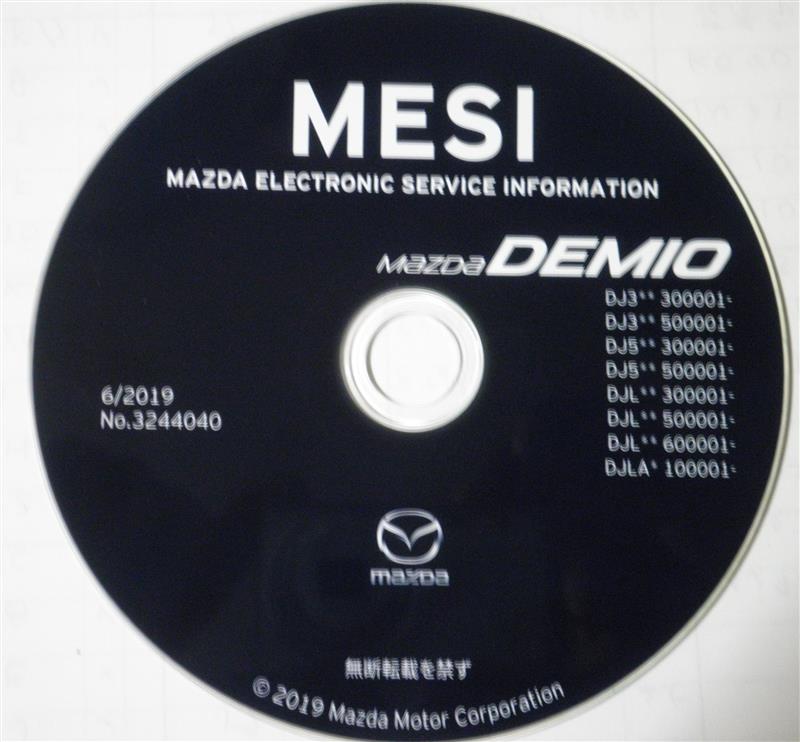 MESI
MAZDA ELECTRONIC SERVICE INFORMATION
mazda DEMIO
DJ3** 300001-
DJ3** 500001-
DJ5** 300001-
DJ5** 500001-
DJL** 300001-
DJL** 500001-
DJL** 600001-
DJLA* 100001-
6/2019
No.3244040
mazda
無断転載を禁ず
© 2019 Mazda Motor Corporation